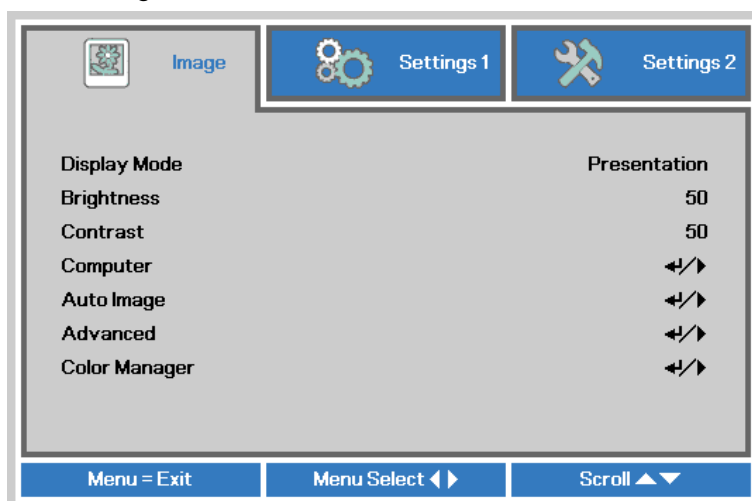 Image Settings 1 Settings 2
Display Mode Presentation
Brightness 50
Contrast 50
Computer ↵/▶
Auto Image ↵/▶
Advanced ↵/▶
Color Manager ↵/▶
Menu = Exit Menu Select ◀▶ Scroll ▲▼